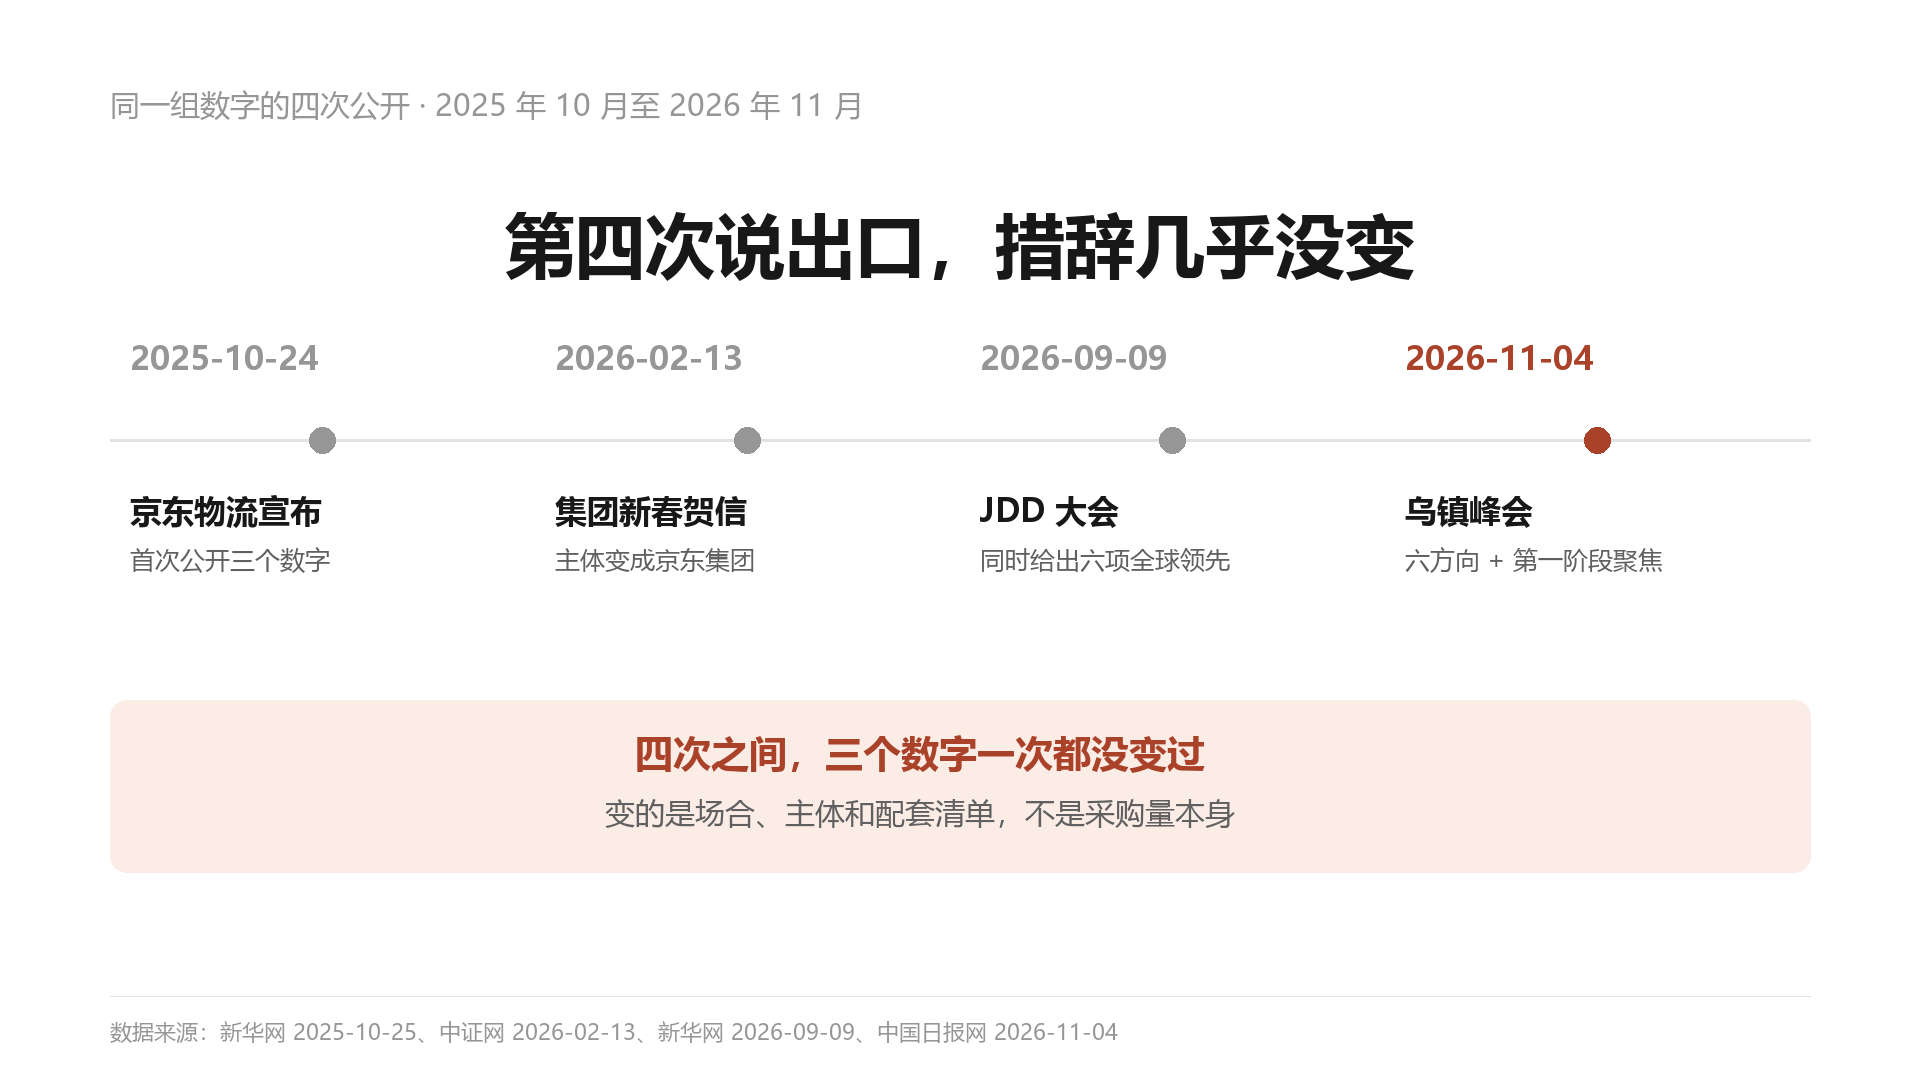 同一组数字的四次公开 · 2025 年 10 月至 2026 年 11 月
第四次说出口，措辞几乎没变
2025-10-24
2026-02-13
2026-09-09
2026-11-04
京东物流宣布
集团新春贺信
JDD 大会
乌镇峰会
首次公开三个数字
主体变成京东集团
同时给出六项全球领先
六方向 + 第一阶段聚焦
四次之间，三个数字一次都没变过
变的是场合、主体和配套清单，不是采购量本身
数据来源：新华网 2025-10-25、中证网 2026-02-13、新华网 2026-09-09、中国日报网 2026-11-04